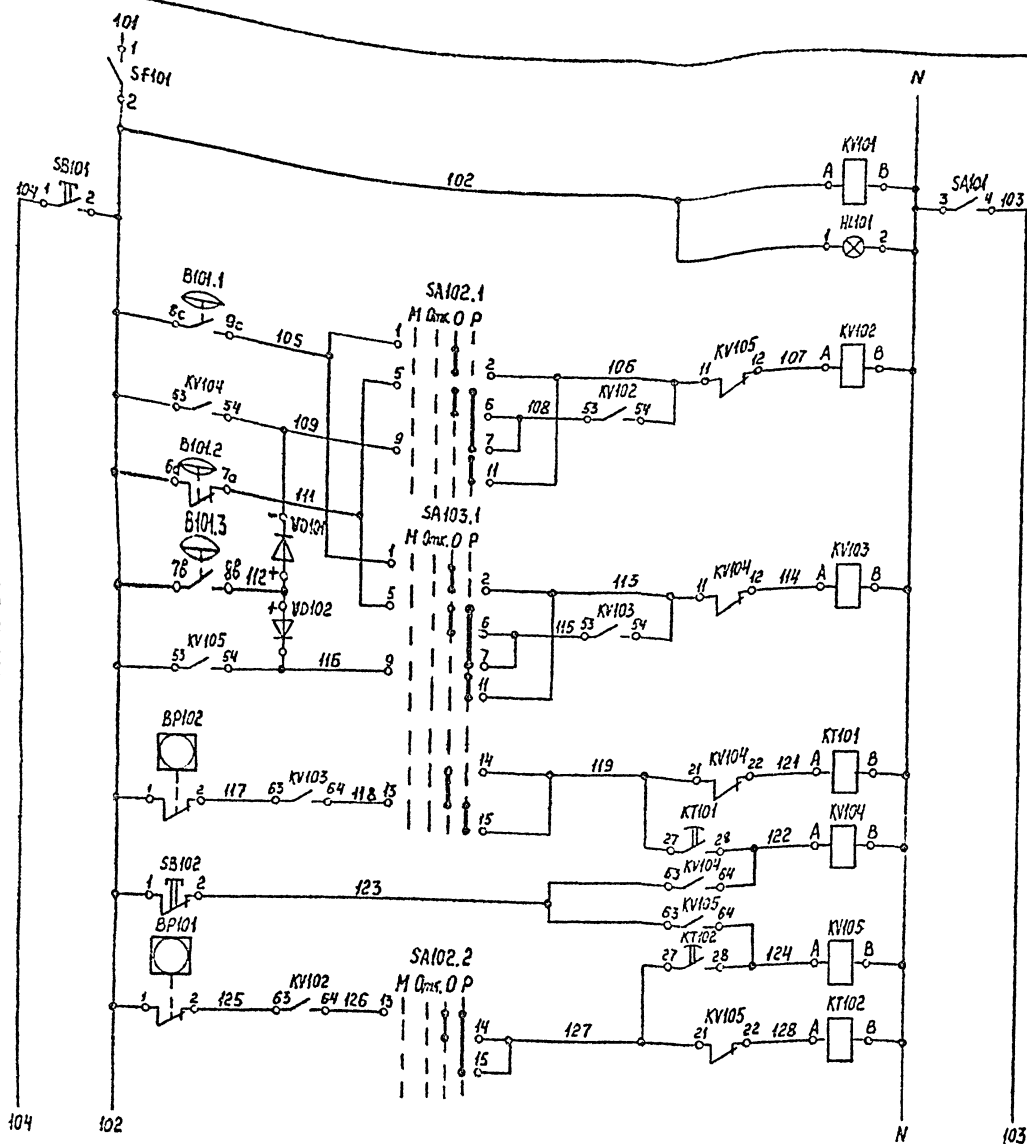 101
1
SF101
2
N
SB101
104 1 2
102
KV101
A B
SA101
3 4 103
HL101
1 2
B101.1
8c 9c 105
SA102.1
М Отк. О Р
1
2
5
6
7
9
11
106
KV105
11 12 107
KV102
A B
KV104
53 54 109
108
KV102
53 54
B101.2
7a 111
VD101
- +
SA103.1
М Отк. О Р
B101.3
7В 8В 112
VD102
+
1
2
5
6
7
9
11
113
KV104
11 12 114
KV103
A B
115
KV103
53 54
KV105
53 54 116
BP102
1 2 117
KV103
63 64 118 13
14
15
119
KV104
21 22 121
KT101
A B
KT101
27 28 122
KV104
A B
SB102
1 2 123
KV104
63 64
KV105
63 64
BP101
1 2 125
KV102
63 64 126 13
SA102.2
М Отк. О Р
14
15
127
KT102
27 28 124
KV105
A B
KV105
21 22 128
KT102
A B
104 102 N 103